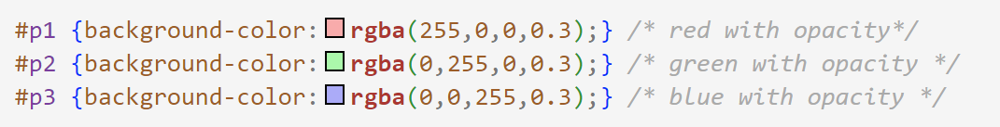 #p1 {background-color:rgba(255,0,0,0.3);} /* red with opacity*/
#p2 {background-color:rgba(0,255,0,0.3);} /* green with opacity */
#p3 {background-color:rgba(0,0,255,0.3);} /* blue with opacity */